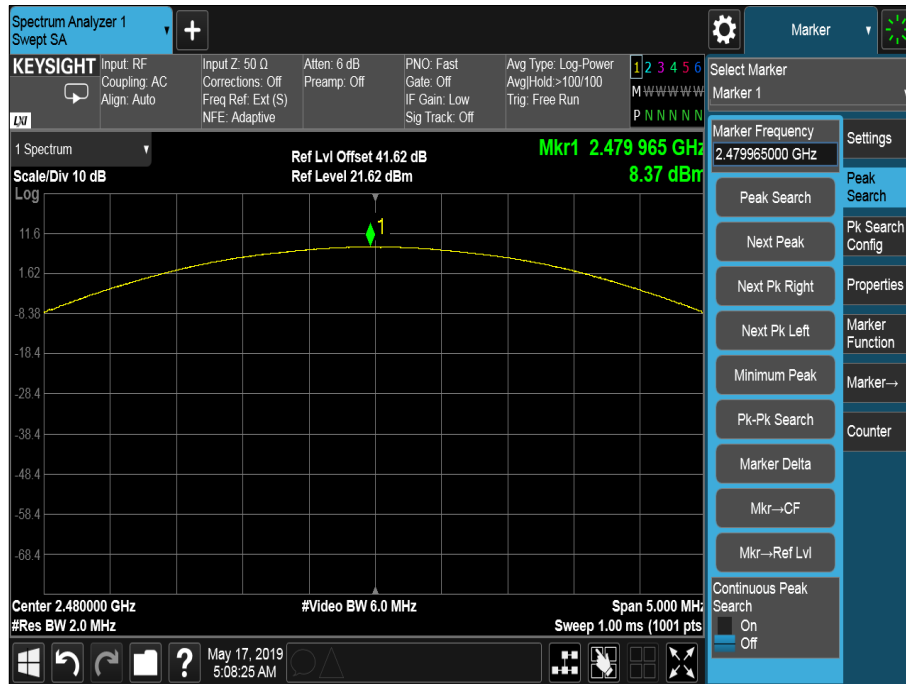 Spectrum Analyzer 1
Swept SA
Marker
KEYSIGHT
LXI
Input: RF
Coupling: AC
Align: Auto
Input Z: 50 Ω
Corrections: Off
Freq Ref: Ext (S)
NFE: Adaptive
Atten: 6 dB
Preamp: Off
PNO: Fast
Gate: Off
IF Gain: Low
Sig Track: Off
Avg Type: Log-Power
Avg|Hold:>100/100
Trig: Free Run
1 2 3 4 5 6
M W W W W W
P N N N N N
Select Marker
Marker 1
1 Spectrum
Scale/Div 10 dB
Log
Ref Lvl Offset 41.62 dB
Ref Level 21.62 dBm
Mkr1 2.479 965 GHz
8.37 dBm
1
11.6
1.62
-8.38
-18.4
-28.4
-38.4
-48.4
-58.4
-68.4
Center 2.480000 GHz
#Res BW 2.0 MHz
#Video BW 6.0 MHz
Span 5.000 MHz
Sweep 1.00 ms (1001 pts
Marker Frequency
2.479965000 GHz
Peak Search
Next Peak
Next Pk Right
Next Pk Left
Minimum Peak
Pk-Pk Search
Marker Delta
Mkr→CF
Mkr→Ref Lvl
Continuous Peak
Search
On
Off
Settings
Peak
Search
Pk Search
Config
Properties
Marker
Function
Marker→
Counter
?
May 17, 2019
5:08:25 AM